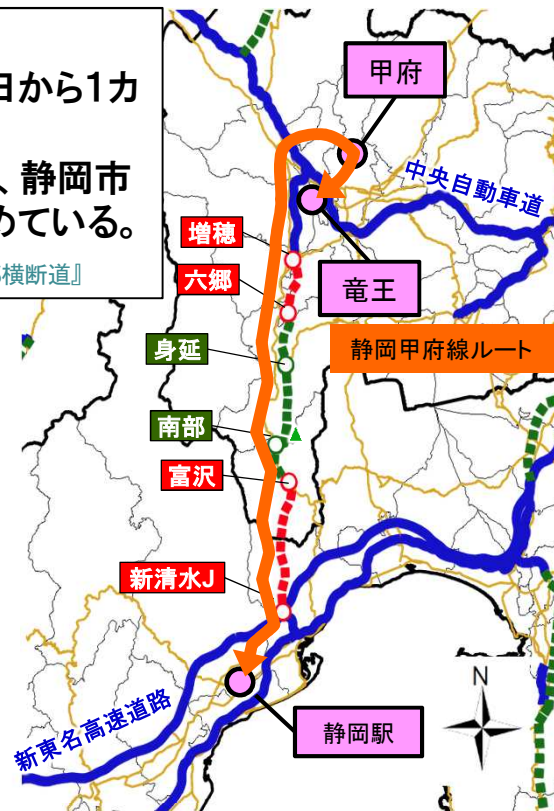 日から1カ
、静岡市
めている。
横断道』
甲府
中央自動車道
増穂
竜王
六郷
静岡甲府線ルート
身延
南部
富沢
新清水J
N
静岡駅
新東名高速道路